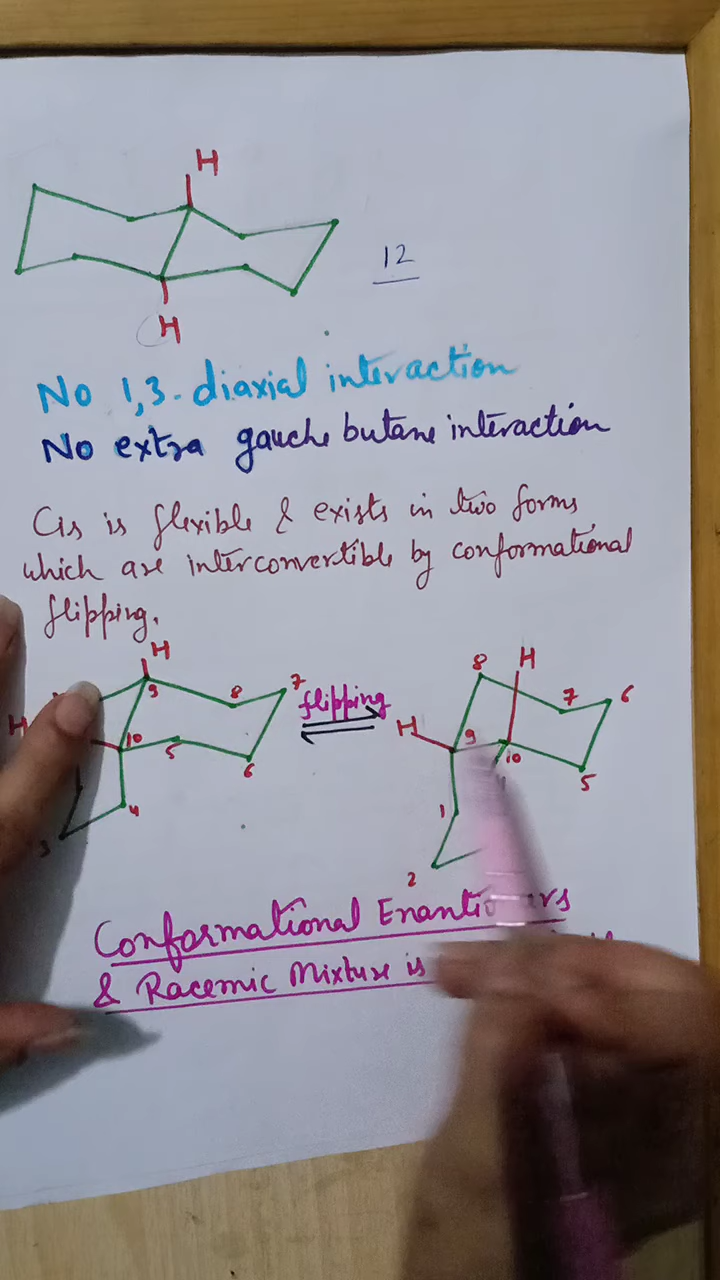 H
12
H
No 1,3-diaxial interaction
No extra gauche butane interaction
Cis is flexible & exists in two forms
which are interconvertible by conformational
flipping.
H
9
8
7
H
10
5
6
4
3
flipping
8
H
7
6
H
9
10
5
1
2
Conformational
& Racemic Mixture is